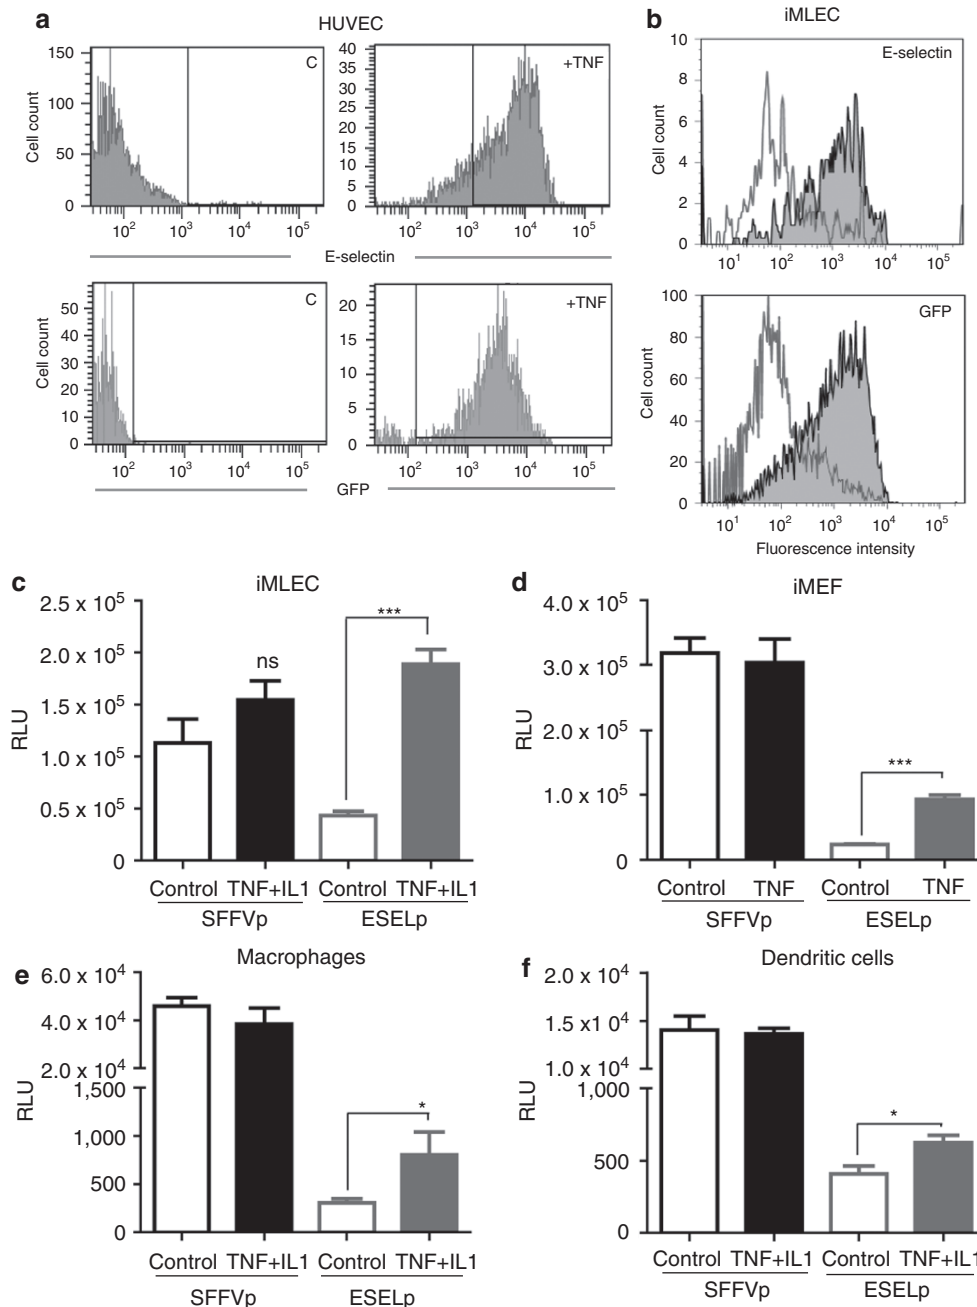 a
HUVEC
150
100
50
0
Cell count
C
10² 10³ 10⁴ 10⁵
40
35
30
25
20
15
10
5
0
Cell count
+TNF
10² 10³ 10⁴ 10⁵
E-selectin
50
40
30
20
10
0
Cell count
C
10² 10³ 10⁴ 10⁵
20
15
10
5
0
Cell count
+TNF
10² 10³ 10⁴ 10⁵
GFP
b
iMLEC
10
8
6
4
2
0
Cell count
E-selectin
10¹ 10² 10³ 10⁴ 10⁵
100
80
60
40
20
0
Cell count
GFP
10¹ 10² 10³ 10⁴ 10⁵
Fluorescence intensity
c
iMLEC
2.5 x 10⁵
2.0 x 10⁵
1.5 x 10⁵
1.0 x 10⁵
0.5 x 10⁵
0
RLU
ns
***
Control TNF+IL1 Control TNF+IL1
SFFVp ESELp
d
iMEF
4.0 x 10⁵
3.0 x 10⁵
2.0 x 10⁵
1.0 x 10⁵
0
RLU
***
Control TNF Control TNF
SFFVp ESELp
e
Macrophages
6.0 x 10⁴
4.0 x 10⁴
2.0 x 10⁴
1,500
1,000
500
0
RLU
*
Control TNF+IL1 Control TNF+IL1
SFFVp ESELp
f
Dendritic cells
2.0 x 10⁴
1.5x 10⁴
1.0 x 10⁴
1,000
500
0
RLU
*
Control TNF+IL1 Control TNF+IL1
SFFVp ESELp